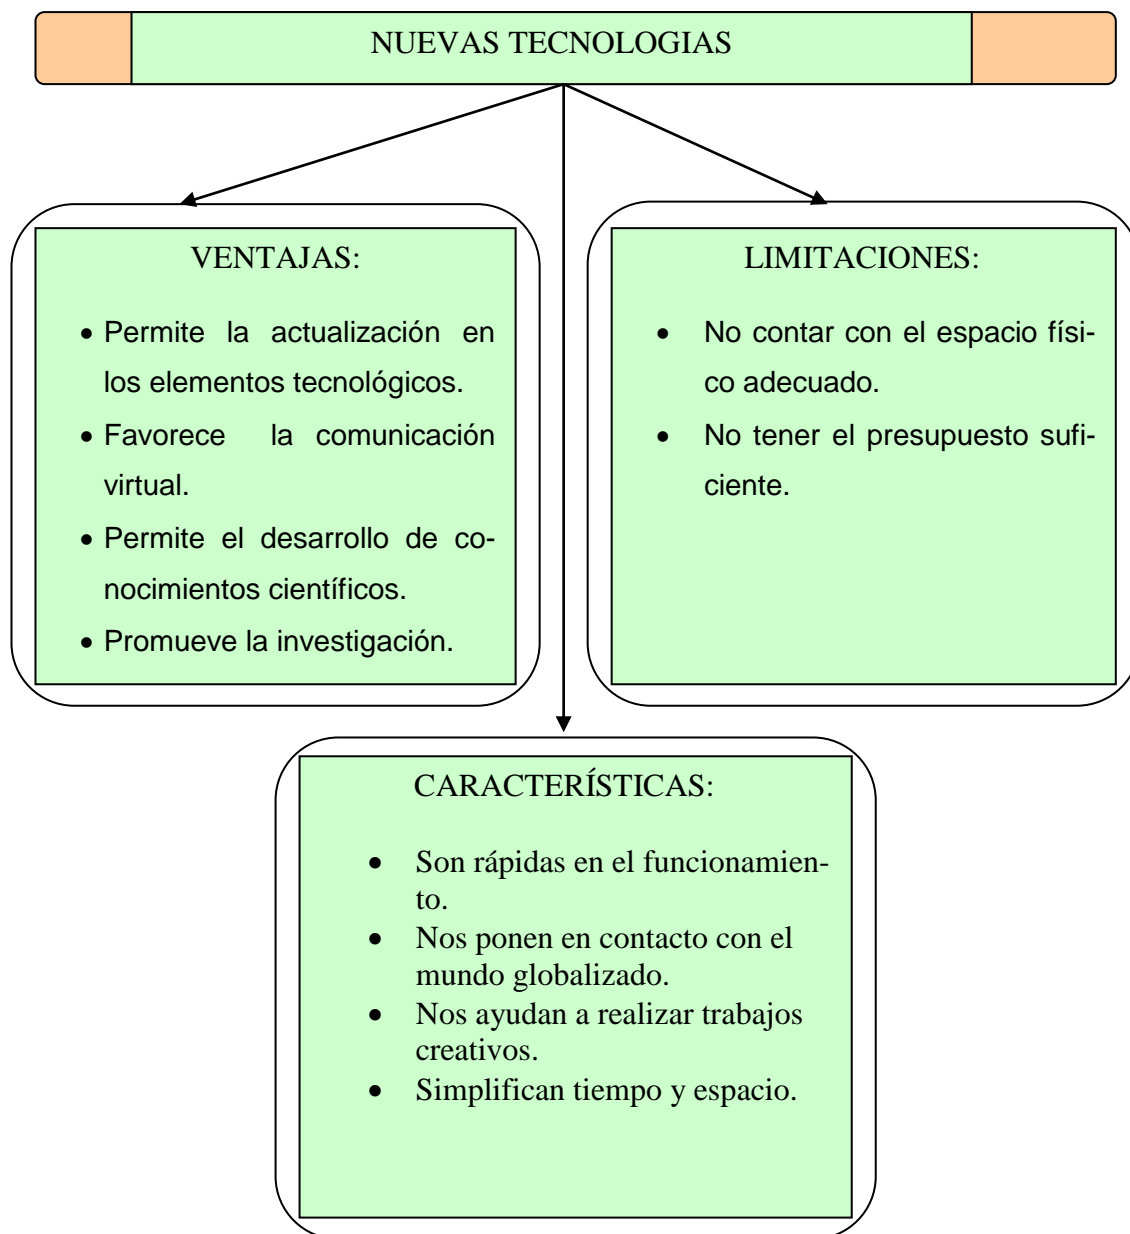 NUEVAS TECNOLOGIAS
VENTAJAS:
• Permite la actualización en
los elementos tecnológicos.
• Favorece la comunicación
virtual.
• Permite el desarrollo de co-
nocimientos científicos.
• Promueve la investigación.
LIMITACIONES:
• No contar con el espacio físi-
co adecuado.
• No tener el presupuesto sufi-
ciente.
CARACTERÍSTICAS:
• Son rápidas en el funcionamien-
to.
• Nos ponen en contacto con el
mundo globalizado.
• Nos ayudan a realizar trabajos
creativos.
• Simplifican tiempo y espacio.